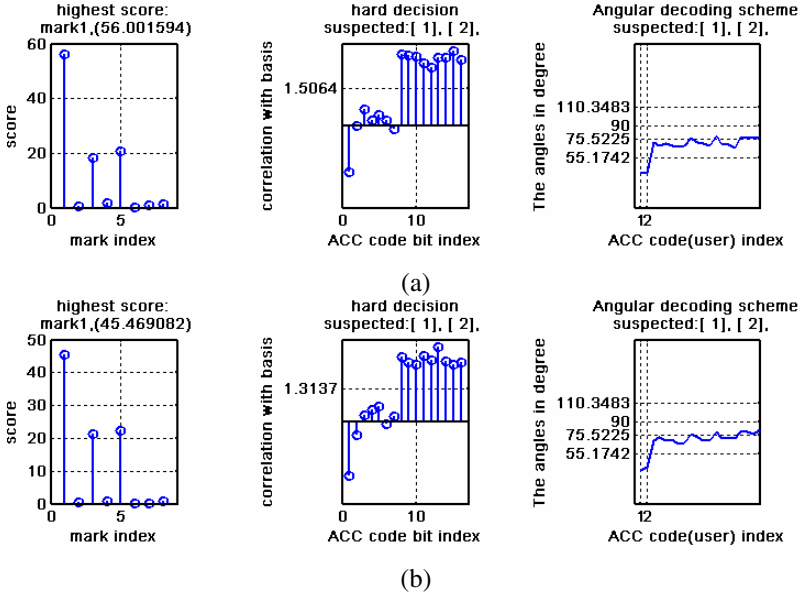 highest score:
mark1,(56.001594)
60
40
20
0
score
0 5
mark index
hard decision
suspected:[ 1], [ 2],
1.5064
correlation with basis
0 10
ACC code bit index
Angular decoding scheme
suspected:[ 1], [ 2],
110.3483
90
75.5225
55.1742
The angles in degree
12
ACC code(user) index
(a)
highest score:
mark1,(45.469082)
50
40
30
20
10
0
score
0 5
mark index
hard decision
suspected:[ 1], [ 2],
1.3137
correlation with basis
0 10
ACC code bit index
Angular decoding scheme
suspected:[ 1], [ 2],
110.3483
90
75.5225
55.1742
The angles in degree
12
ACC code(user) index
(b)